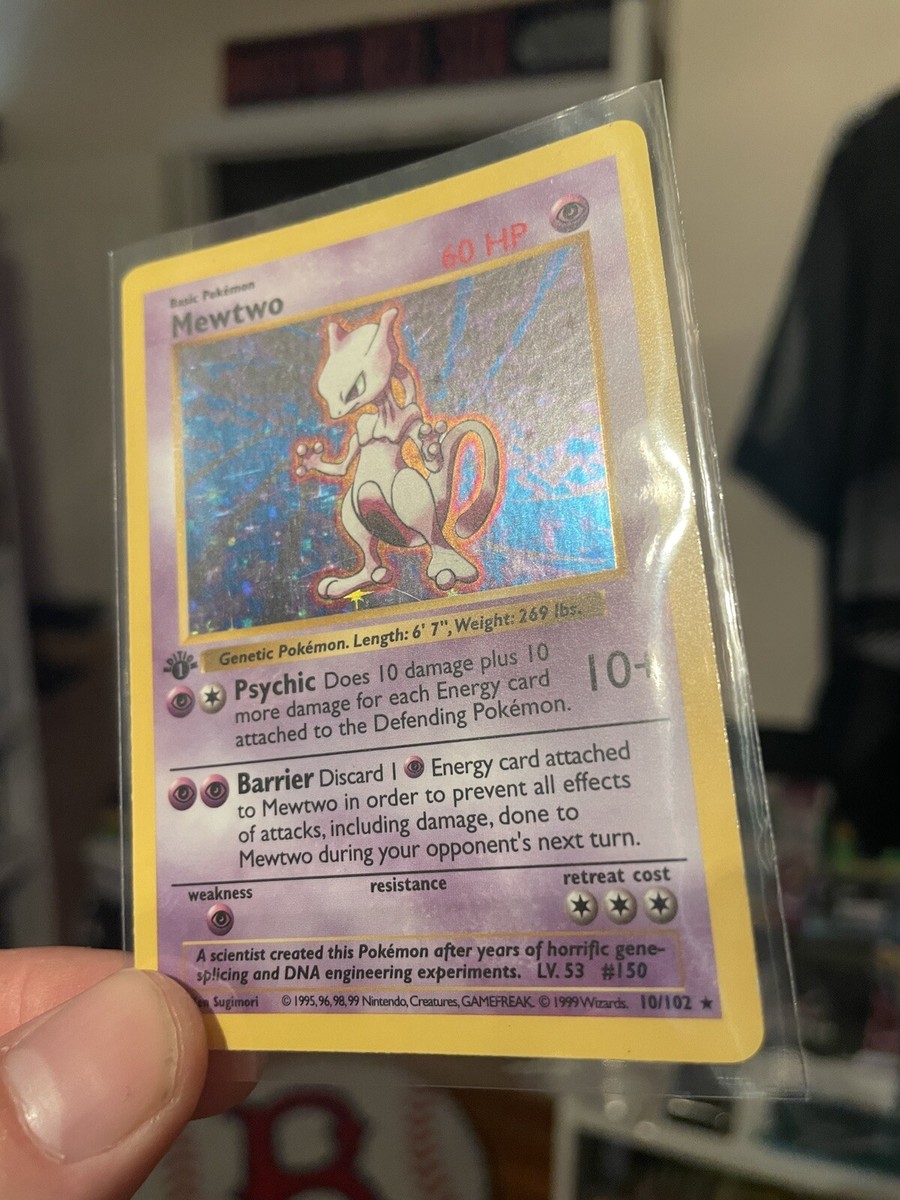 60 HP
Basic Pokémon
Mewtwo
Genetic Pokémon. Length: 6' 7", Weight: 269 lbs.
EDITION
1
Psychic Does 10 damage plus 10
more damage for each Energy card
attached to the Defending Pokémon.
10+
Barrier Discard 1 Energy card attached
to Mewtwo in order to prevent all effects
of attacks, including damage, done to
Mewtwo during your opponent's next turn.
weakness resistance retreat cost
A scientist created this Pokémon after years of horrific gene-
splicing and DNA engineering experiments. LV. 53 #150
Sugimori © 1995, 96, 98, 99 Nintendo, Creatures, GAMEFREAK. © 1999 Wizards. 10/102 ★
B